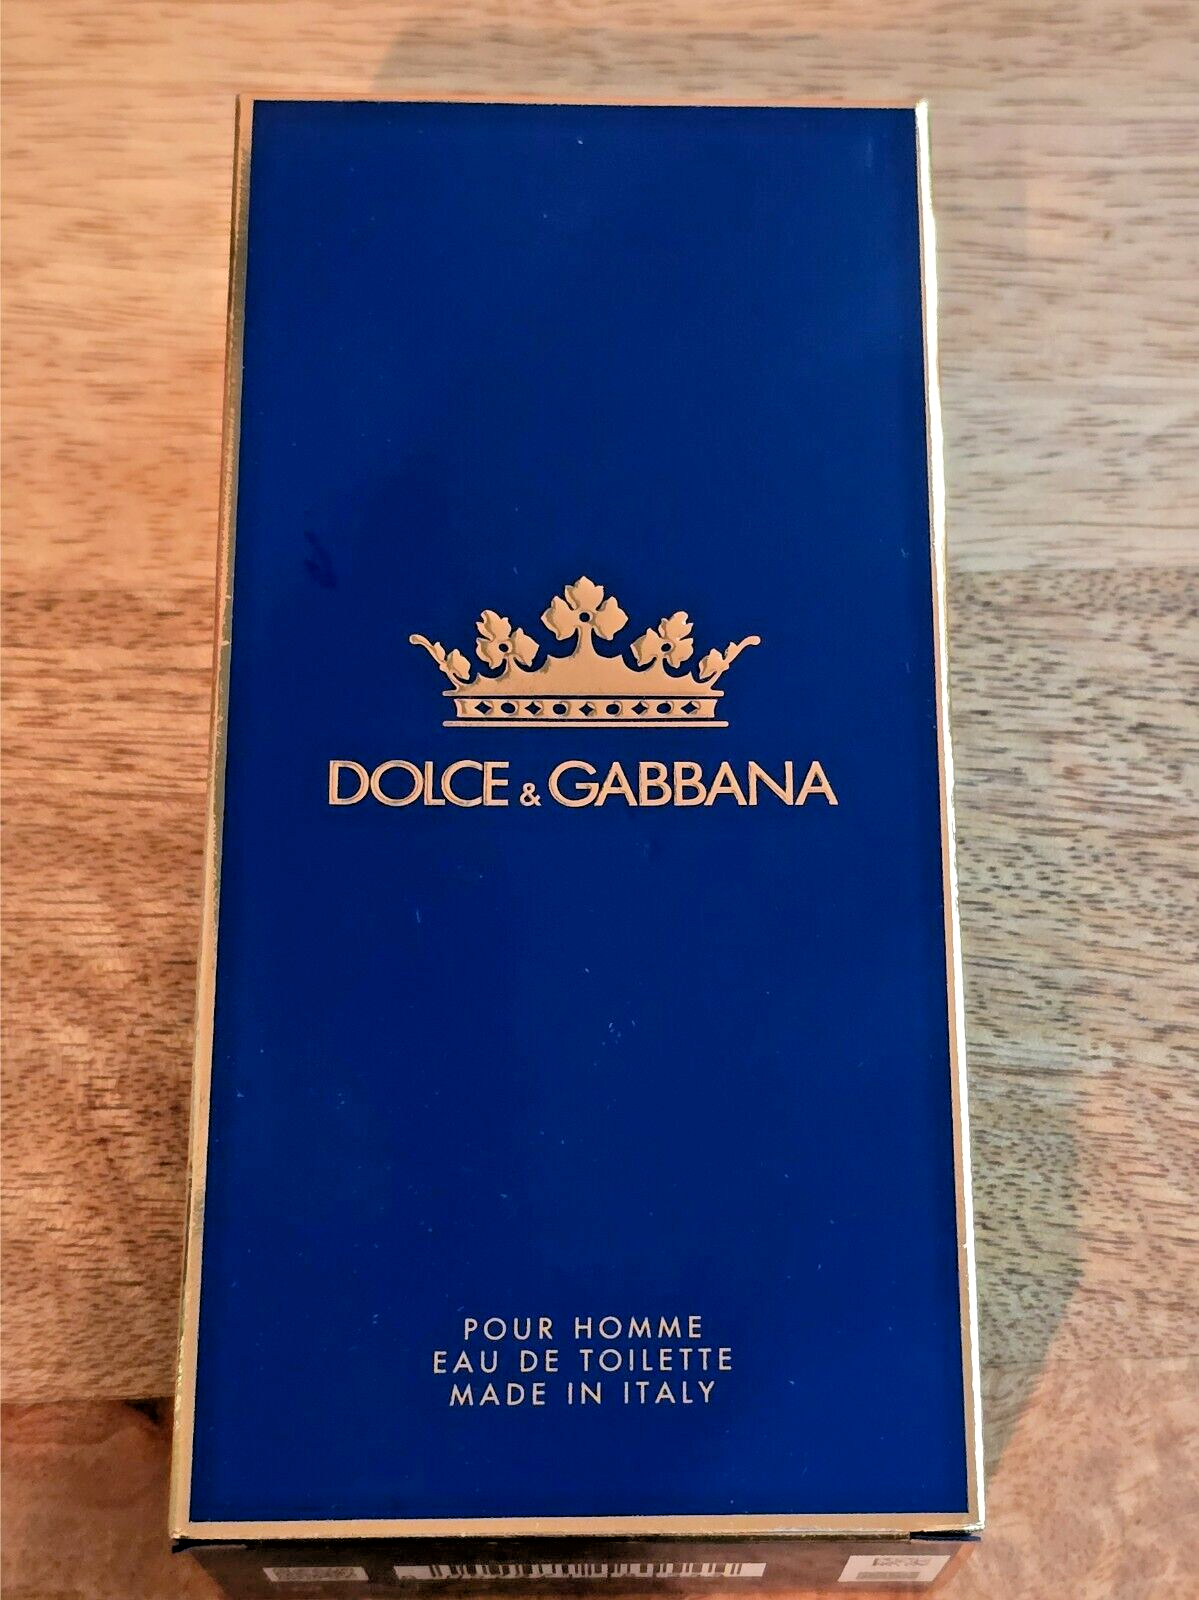 DOLCE & GABBANA
POUR HOMME
EAU DE TOILETTE
MADE IN ITALY